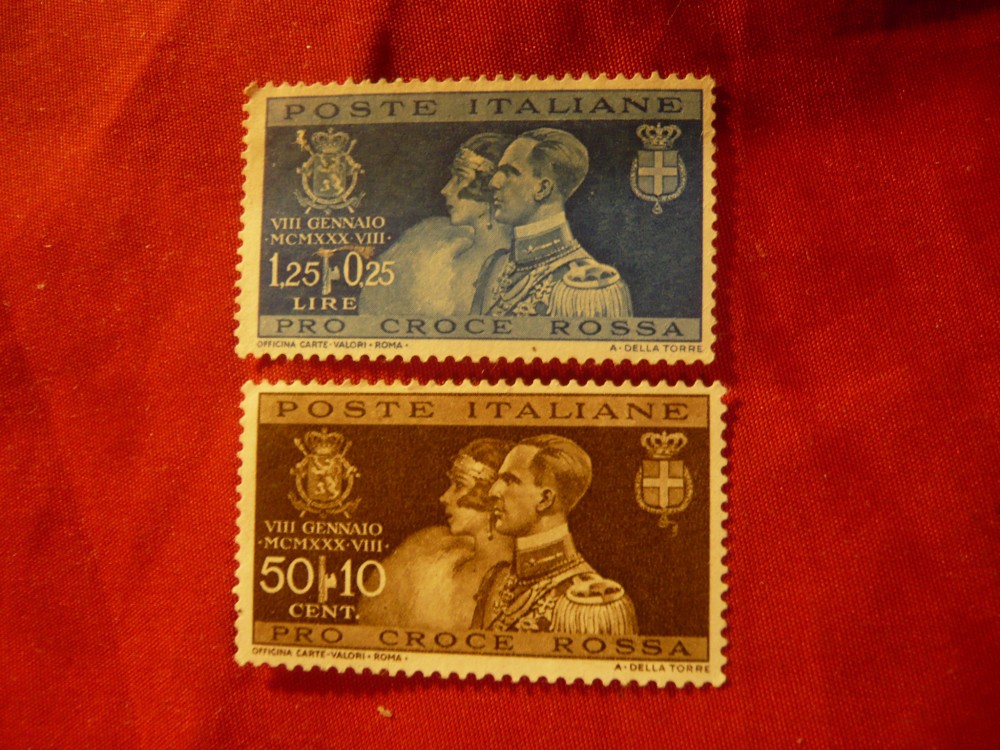 POSTE ITALIANE
VIII GENNAIO
·MCMXXX·VIII·
1,25 0,25
LIRE
PRO CROCE ROSSA
OFFICINA CARTE-VALORI·ROMA· A·DELLA TORRE
POSTE ITALIANE
VIII GENNAIO
·MCMXXX·VIII·
50 10
CENT.
PRO CROCE ROSSA
OFFICINA CARTE-VALORI·ROMA· A·DELLA TORRE